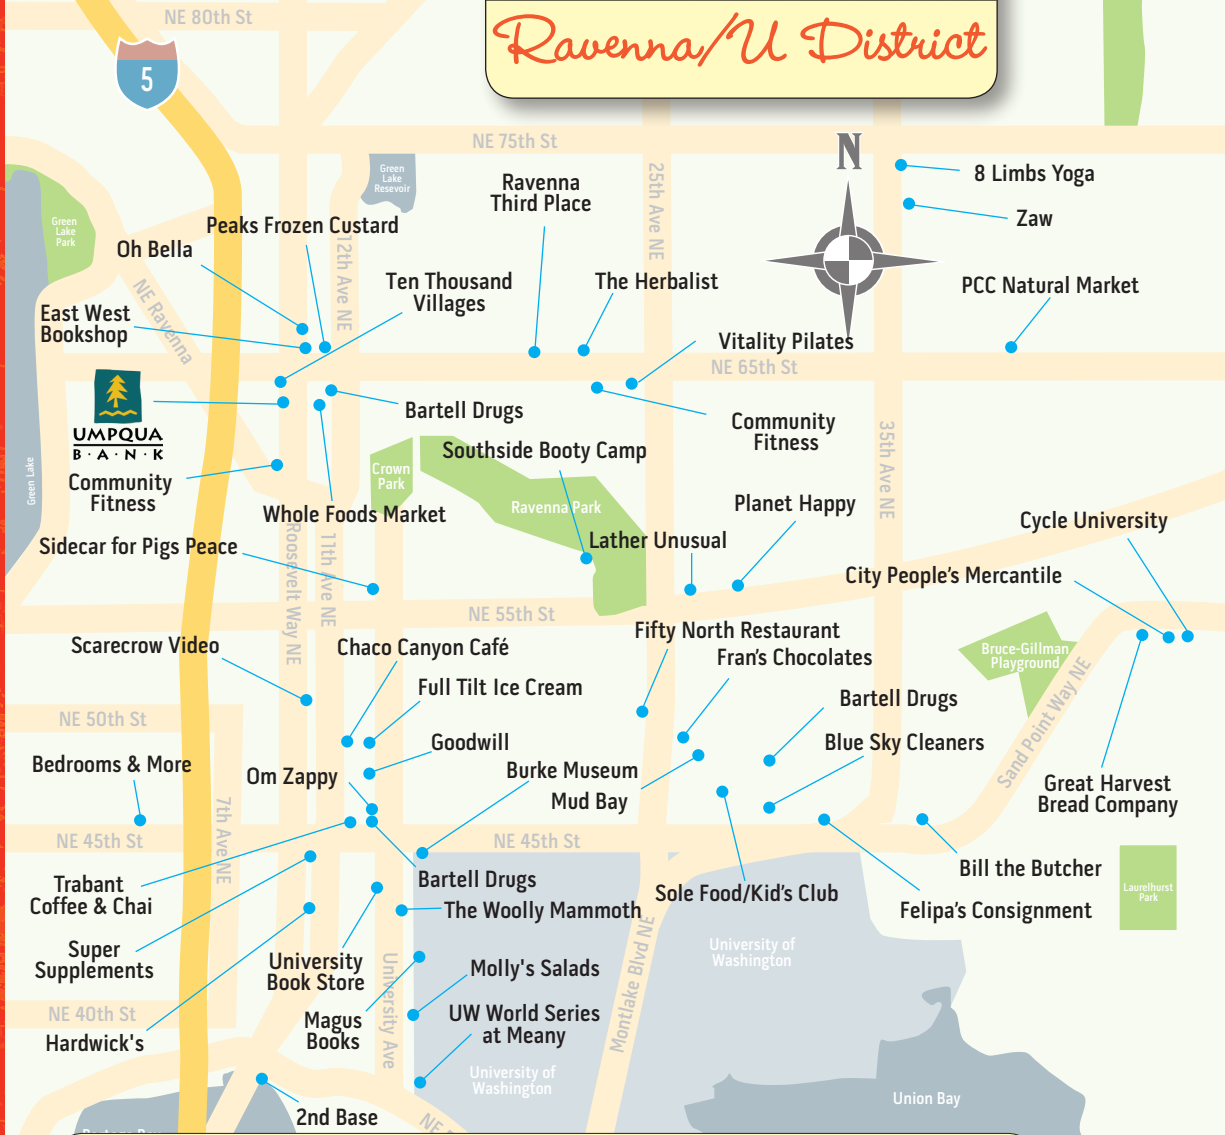 NE 80th St
Ravenna/U District
5
NE 75th St
N
Green
Lake
Resevoir
25th Ave NE
8 Limbs Yoga
Ravenna
Third Place
Zaw
Green
Lake
Park
Peaks Frozen Custard
Oh Bella
12th Ave NE
Ten Thousand
Villages
The Herbalist
PCC Natural Market
NE Ravenna
East West
Bookshop
Vitality Pilates
NE 65th St
UMPQUA
B·A·N·K
Bartell Drugs
Community
Fitness
Southside Booty Camp
35th Ave NE
Green Lake
Crown
Park
Community
Fitness
Ravenna Park
Planet Happy
Whole Foods Market
Cycle University
Roosevelt Way NE
11th Ave NE
Sidecar for Pigs Peace
Lather Unusual
City People's Mercantile
NE 55th St
Fifty North Restaurant
Scarecrow Video
Chaco Canyon Café
Fran's Chocolates
Bruce-Gillman
Playground
Full Tilt Ice Cream
Bartell Drugs
Sand Point Way NE
NE 50th St
Goodwill
Blue Sky Cleaners
Bedrooms & More
Om Zappy
Burke Museum
Mud Bay
Great Harvest
Bread Company
7th Ave NE
NE 45th St
NE 45th St
Bill the Butcher
Trabant
Coffee & Chai
Bartell Drugs
Sole Food/Kid's Club
Laurelhurst
Park
The Woolly Mammoth
Felipa's Consignment
Super
Supplements
University
Book Store
University Ave
Molly's Salads
Montlake Blvd NE
University of
Washington
NE 40th St
Hardwick's
Magus
Books
UW World Series
at Meany
University of
Washington
Union Bay
2nd Base
NE
Portage Bay